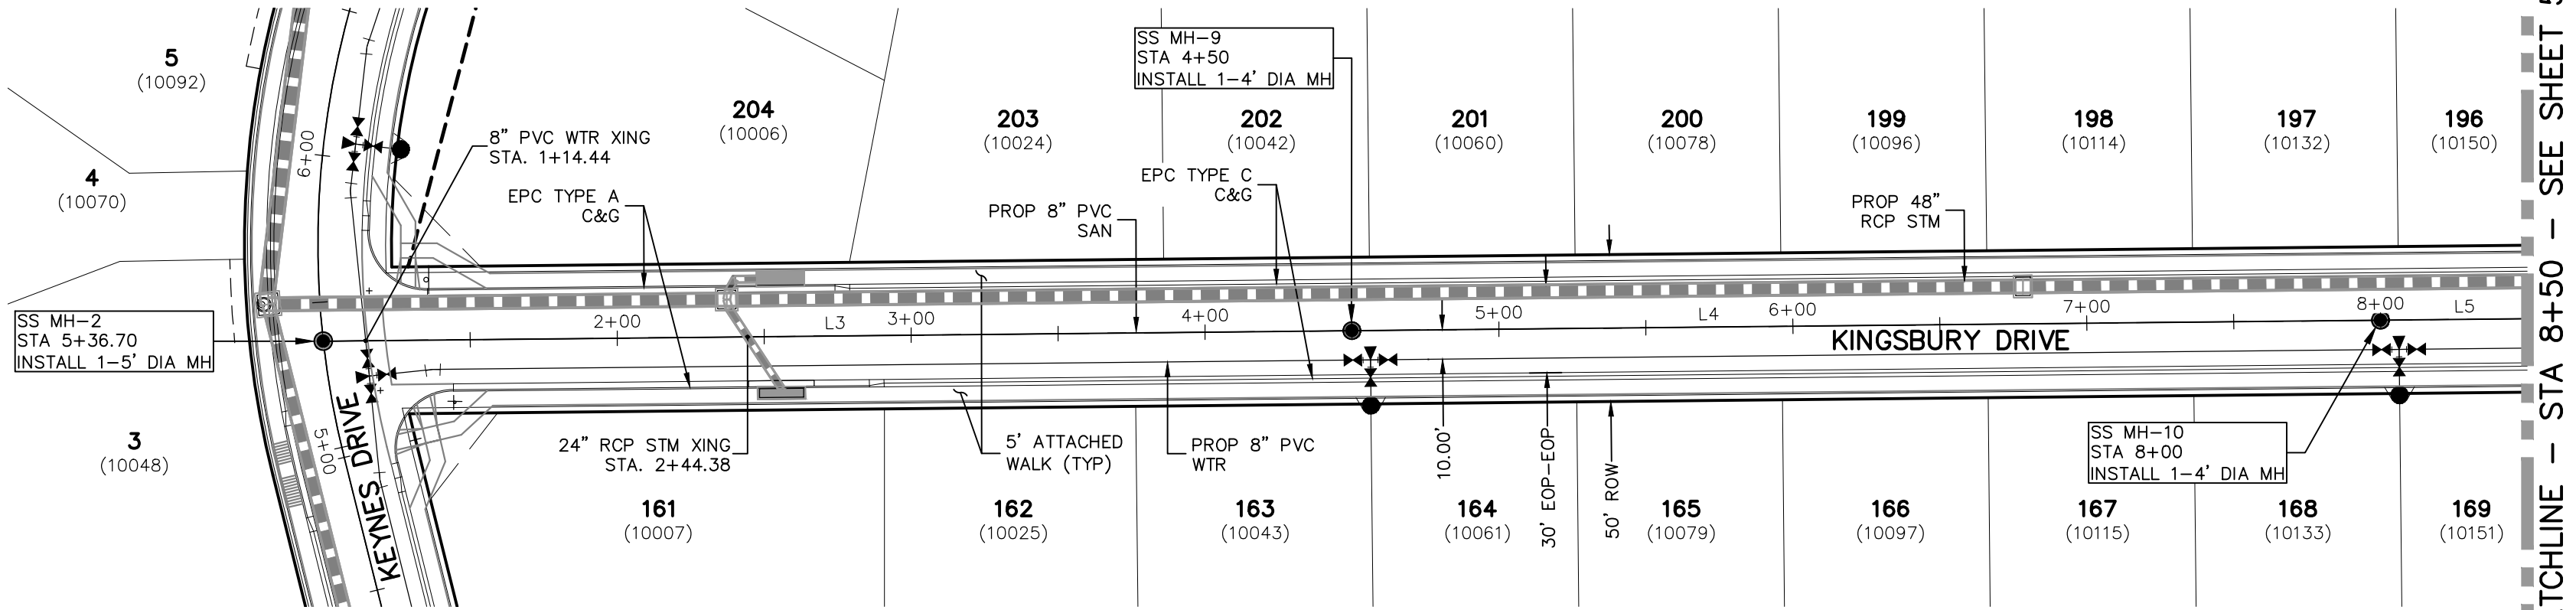 5
(10092)
4
(10070)
3
(10048)
204
(10006)
203
(10024)
202
(10042)
201
(10060)
200
(10078)
199
(10096)
198
(10114)
197
(10132)
196
(10150)
SS MH-9
STA 4+50
INSTALL 1-4' DIA MH
8" PVC WTR XING
STA. 1+14.44
EPC TYPE A
C&G
PROP 8" PVC
SAN
EPC TYPE C
C&G
PROP 48"
RCP STM
6+00
5+00
SS MH-2
STA 5+36.70
INSTALL 1-5' DIA MH
2+00
L3
3+00
4+00
5+00
L4
6+00
7+00
8+00
L5
KINGSBURY DRIVE
KEYNES DRIVE
24" RCP STM XING
STA. 2+44.38
5' ATTACHED
WALK (TYP)
PROP 8" PVC
WTR
10.00'
30' EOP-EOP
50' ROW
SS MH-10
STA 8+00
INSTALL 1-4' DIA MH
161
(10007)
162
(10025)
163
(10043)
164
(10061)
165
(10079)
166
(10097)
167
(10115)
168
(10133)
169
(10151)
TCHLINE - STA 8+50 - SEE SHEET